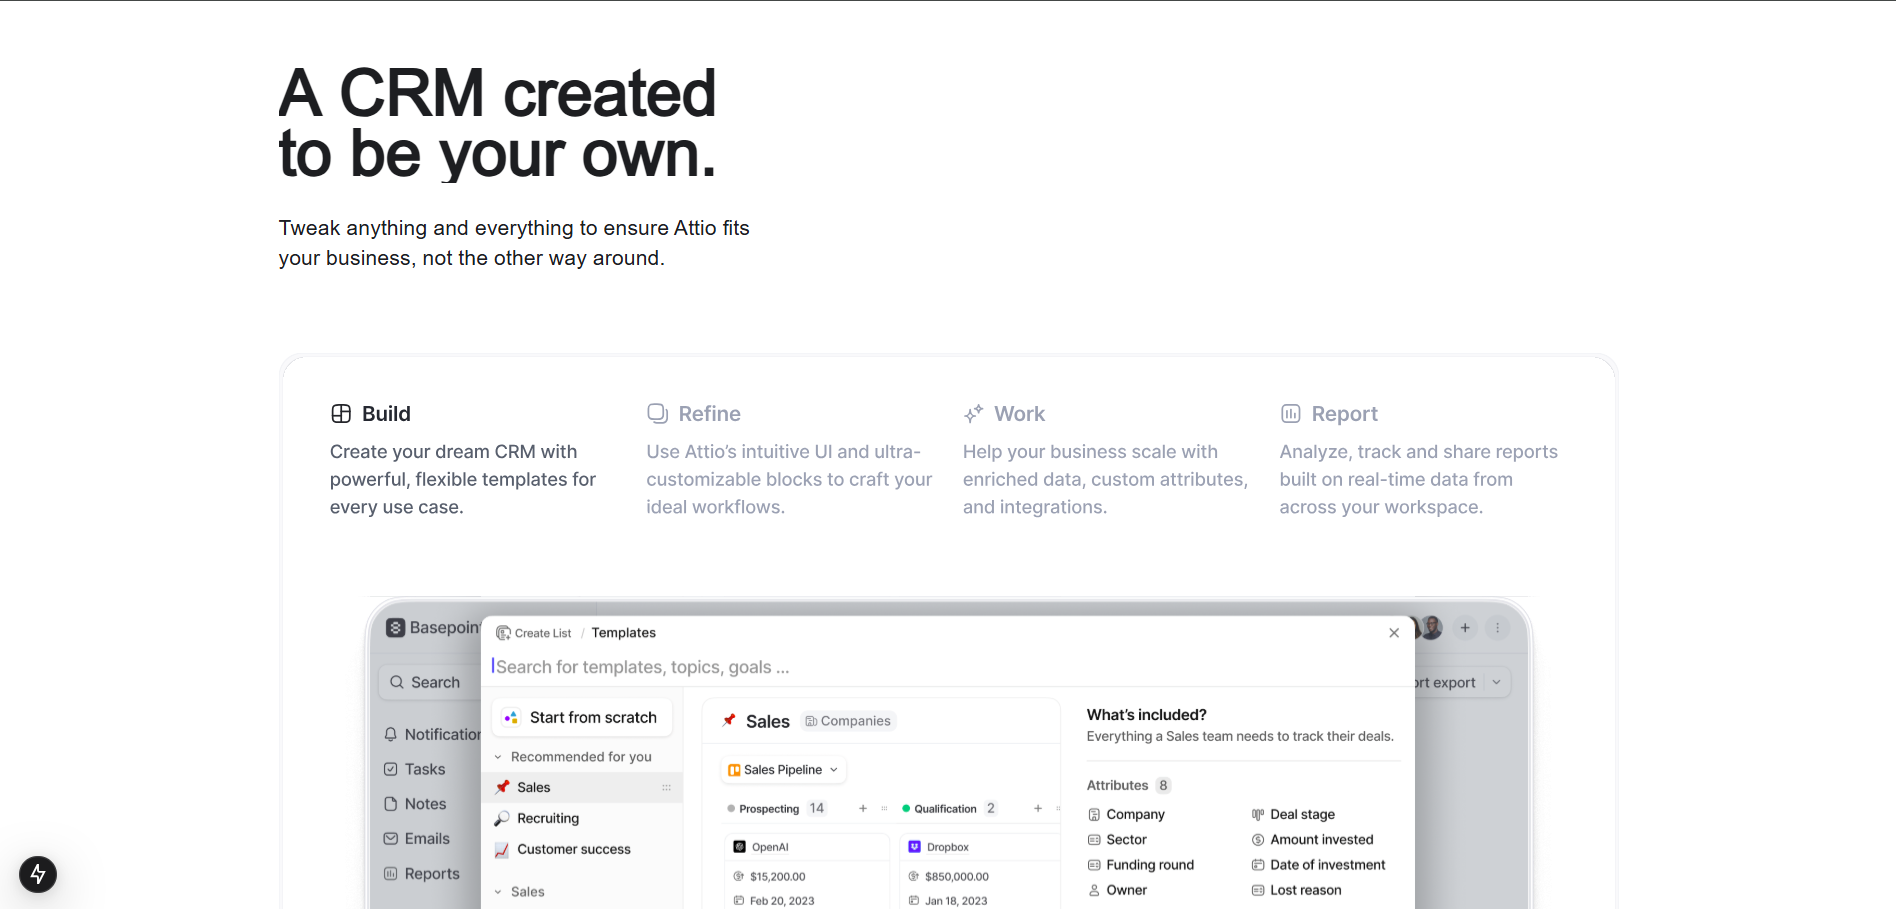 A CRM created
to be your own.
Tweak anything and everything to ensure Attio fits
your business, not the other way around.
Build
Create your dream CRM with
powerful, flexible templates for
every use case.
Refine
Use Attio’s intuitive UI and ultra-
customizable blocks to craft your
ideal workflows.
Work
Help your business scale with
enriched data, custom attributes,
and integrations.
Report
Analyze, track and share reports
built on real-time data from
across your workspace.
Basepoint
Search
Notification
Tasks
Notes
Emails
Reports
Create List / Templates
Search for templates, topics, goals ...
Start from scratch
Recommended for you
Sales
Recruiting
Customer success
Sales
Sales Companies
Sales Pipeline
Prospecting 14
OpenAI
$15,200.00
Feb 20, 2023
Qualification 2
Dropbox
$850,000.00
Jan 18, 2023
What’s included?
Everything a Sales team needs to track their deals.
Attributes 8
Company
Sector
Funding round
Owner
Deal stage
Amount invested
Date of investment
Lost reason
export